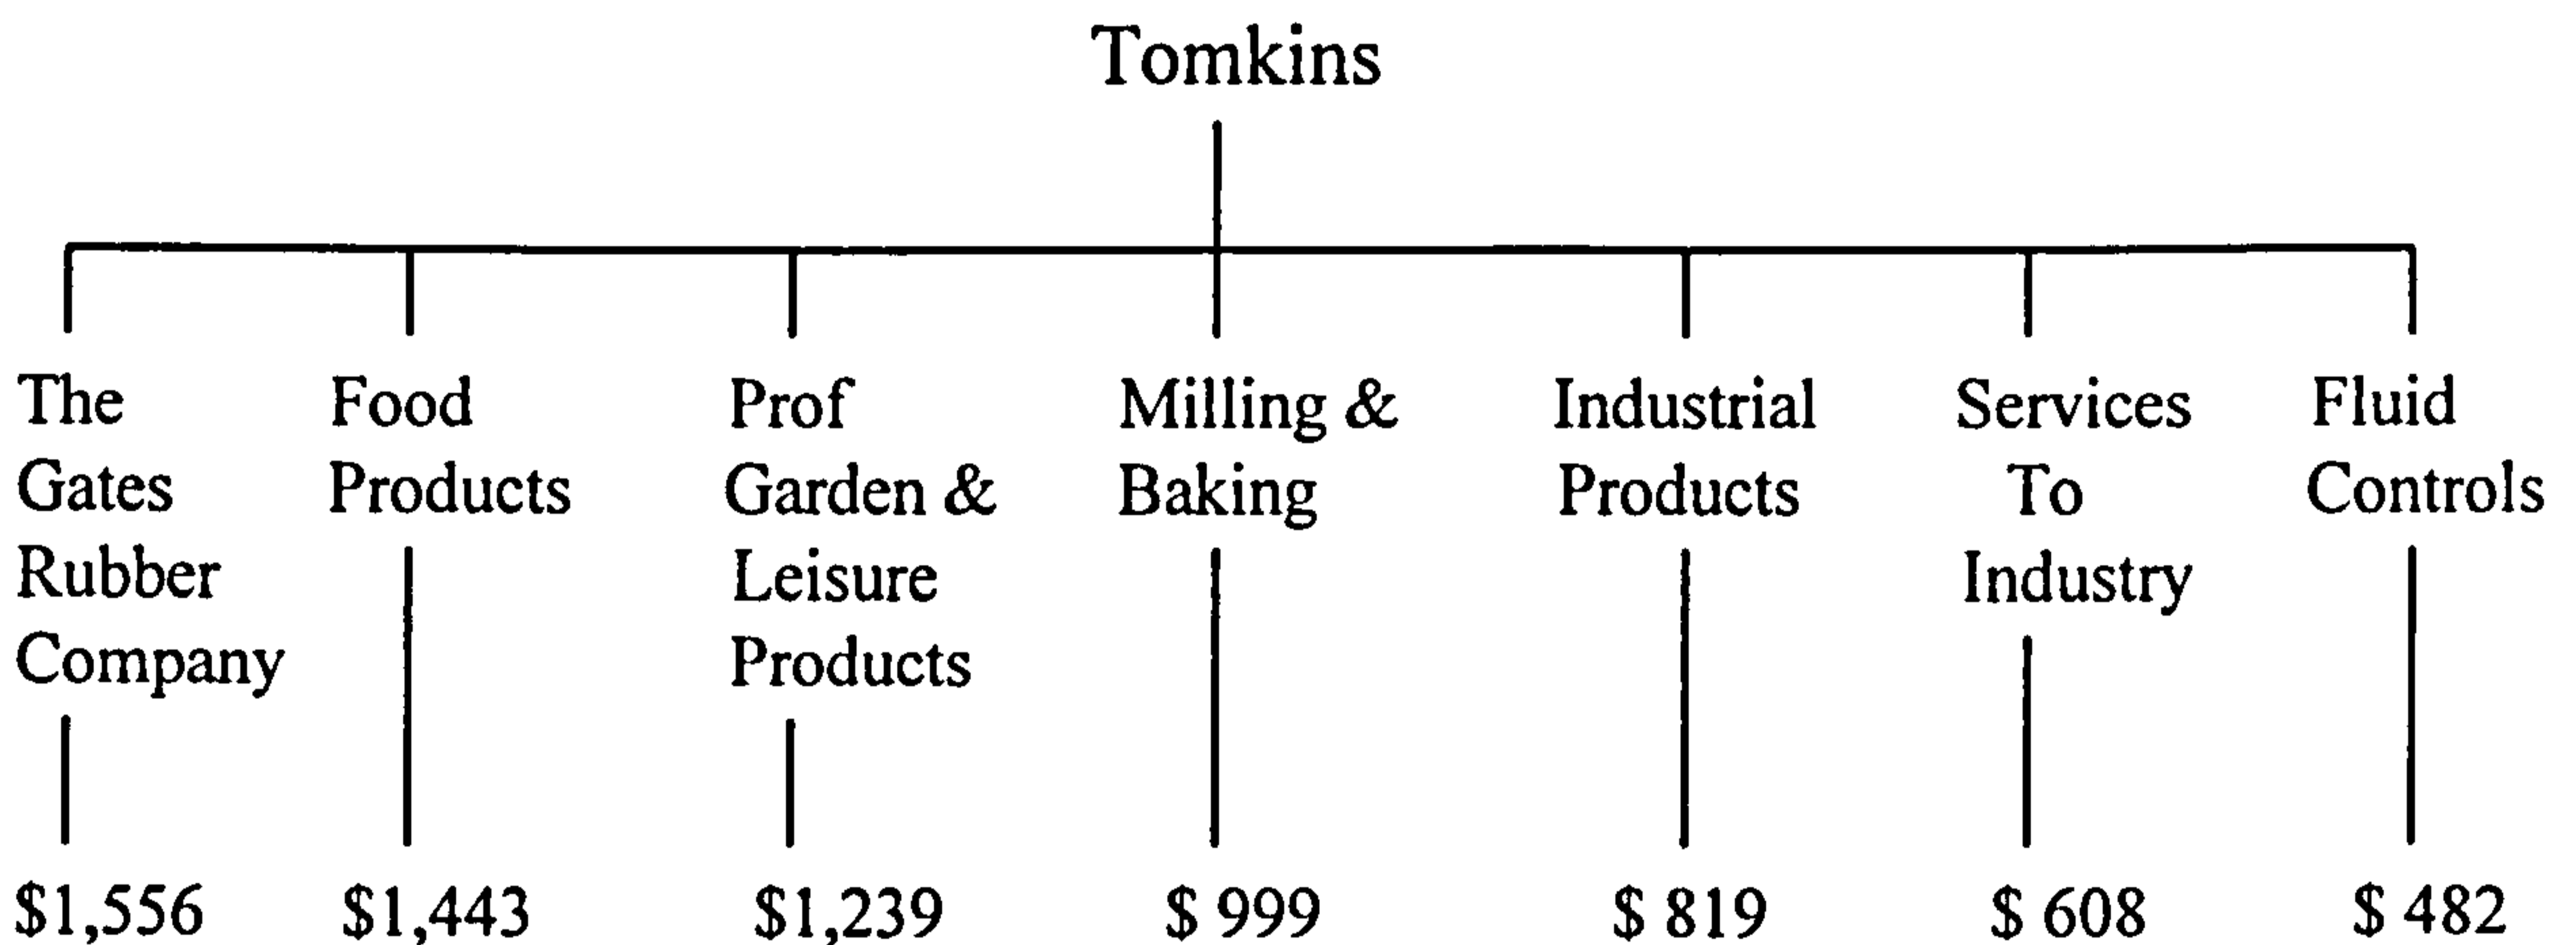 Tomkins
The
Gates
Rubber
Company
Food
Products
Prof
Garden &
Leisure
Products
Milling &
Baking
Industrial
Products
Services
To
Industry
Fluid
Controls
$1,556
$1,443
$1,239
$ 999
$ 819
$ 608
$ 482